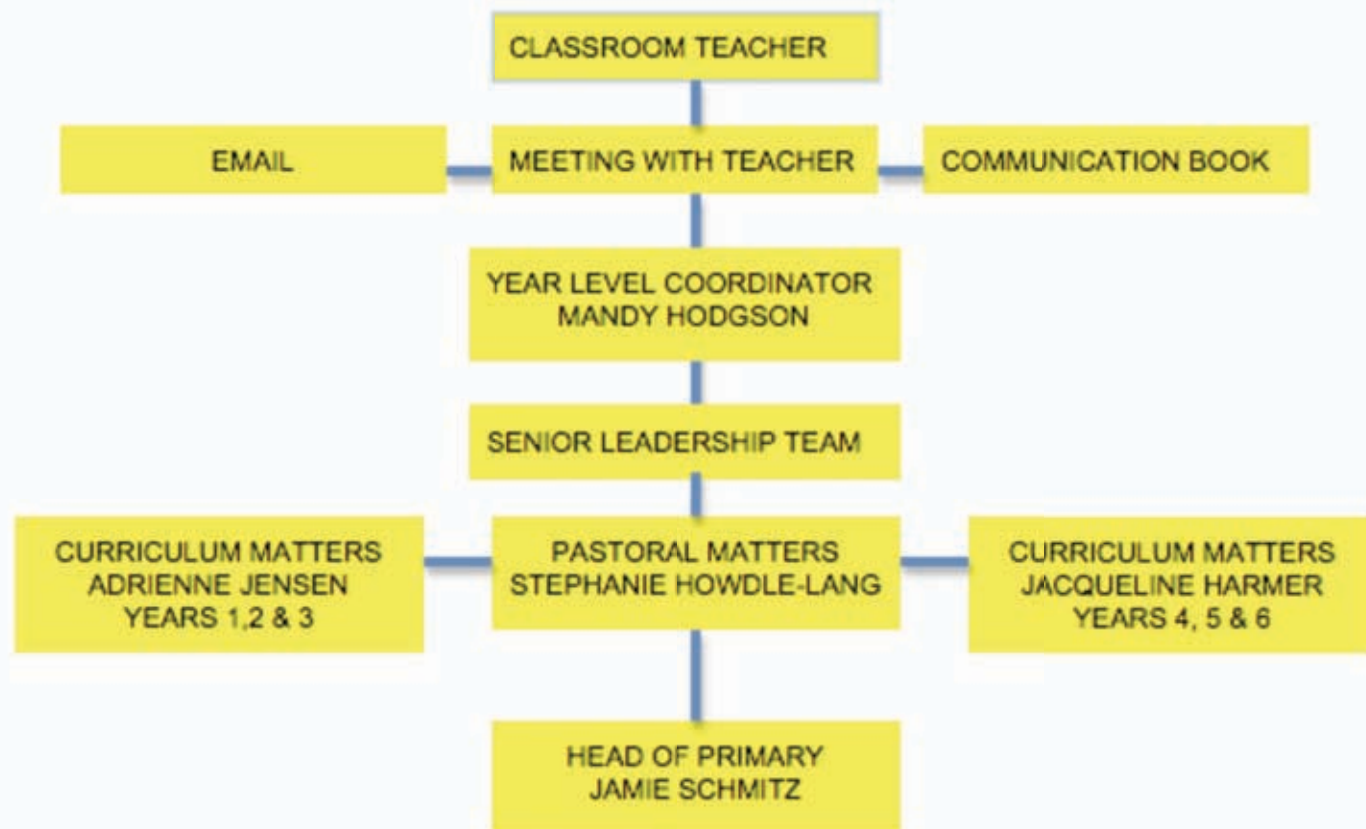 CLASSROOM TEACHER
EMAIL
MEETING WITH TEACHER
COMMUNICATION BOOK
YEAR LEVEL COORDINATOR
MANDY HODGSON
SENIOR LEADERSHIP TEAM
CURRICULUM MATTERS
ADRIENNE JENSEN
YEARS 1,2 & 3
PASTORAL MATTERS
STEPHANIE HOWDLE-LANG
CURRICULUM MATTERS
JACQUELINE HARMER
YEARS 4, 5 & 6
HEAD OF PRIMARY
JAMIE SCHMITZ